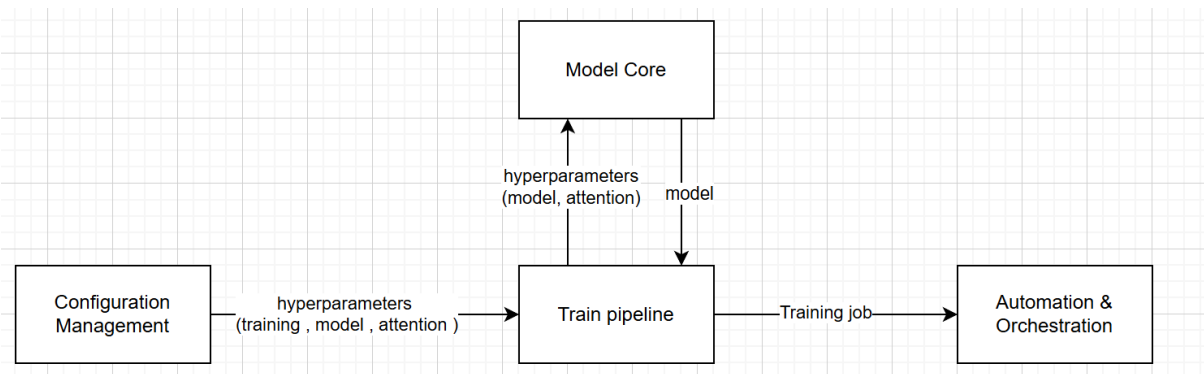 Model Core
hyperparameters
(model, attention)
model
Configuration
Management
hyperparameters
(training , model , attention )
Train pipeline
Training job
Automation &
Orchestration